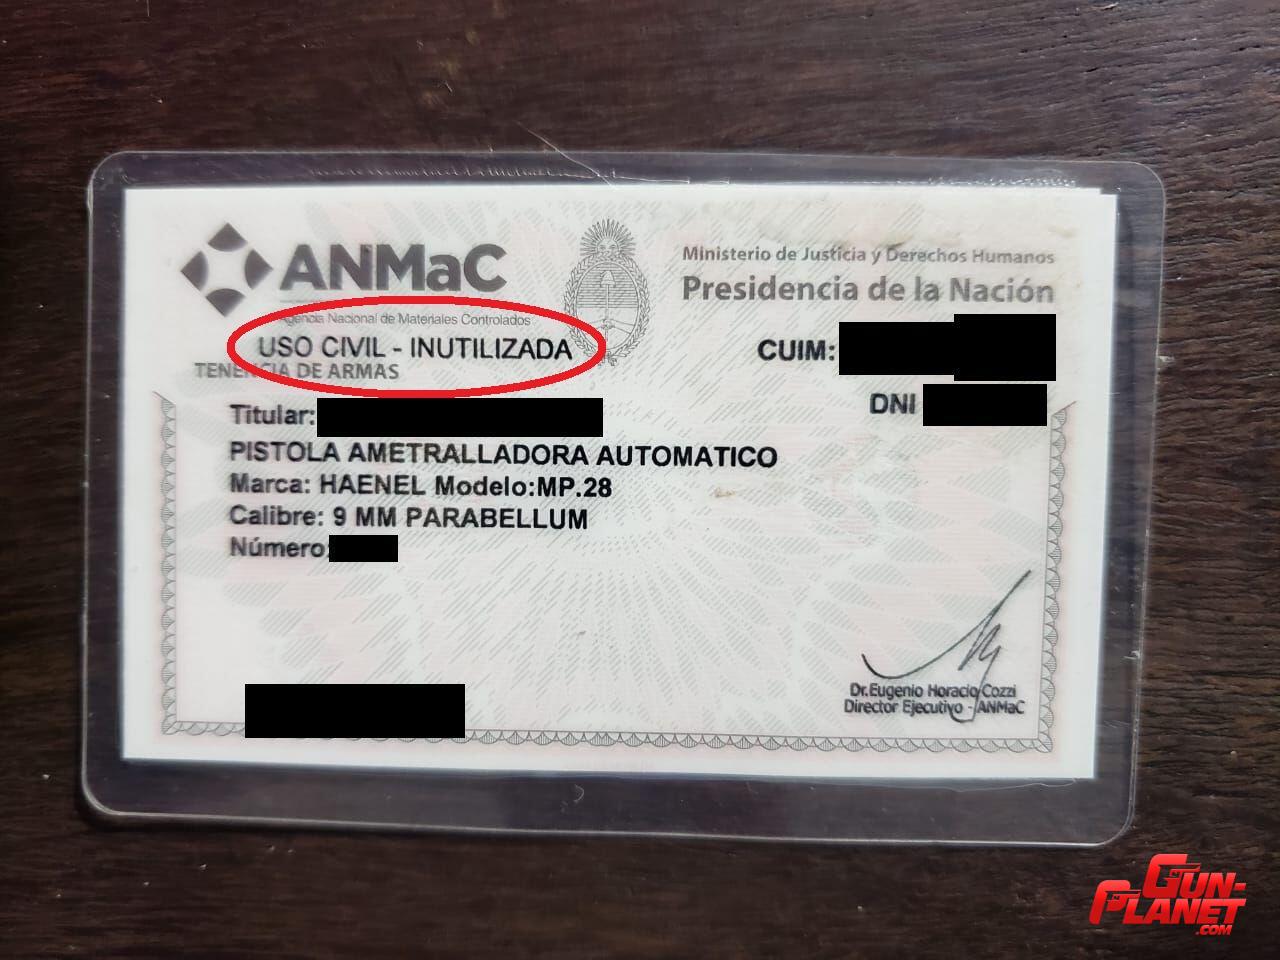 ANMaC
Agencia Nacional de Materiales Controlados
Ministerio de Justicia y Derechos Humanos
Presidencia de la Nación
USO CIVIL - INUTILIZADA
TENENCIA DE ARMAS
CUIM:
DNI
Titular:
PISTOLA AMETRALLADORA AUTOMATICO
Marca: HAENEL Modelo:MP.28
Calibre: 9 MM PARABELLUM
Número:
Dr.Eugenio Horacio Cozzi
Director Ejecutivo - ANMaC
GUN-
PLANET
.COM